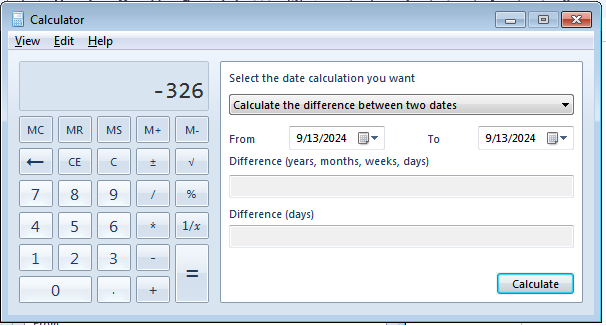 Calculator
View Edit Help
-326
MC MR MS M+ M-
← CE C ± √
7 8 9 / %
4 5 6 * 1/x
1 2 3 - =
0 . +
Select the date calculation you want
Calculate the difference between two dates
From 9/13/2024 To 9/13/2024
Difference (years, months, weeks, days)
Difference (days)
Calculate